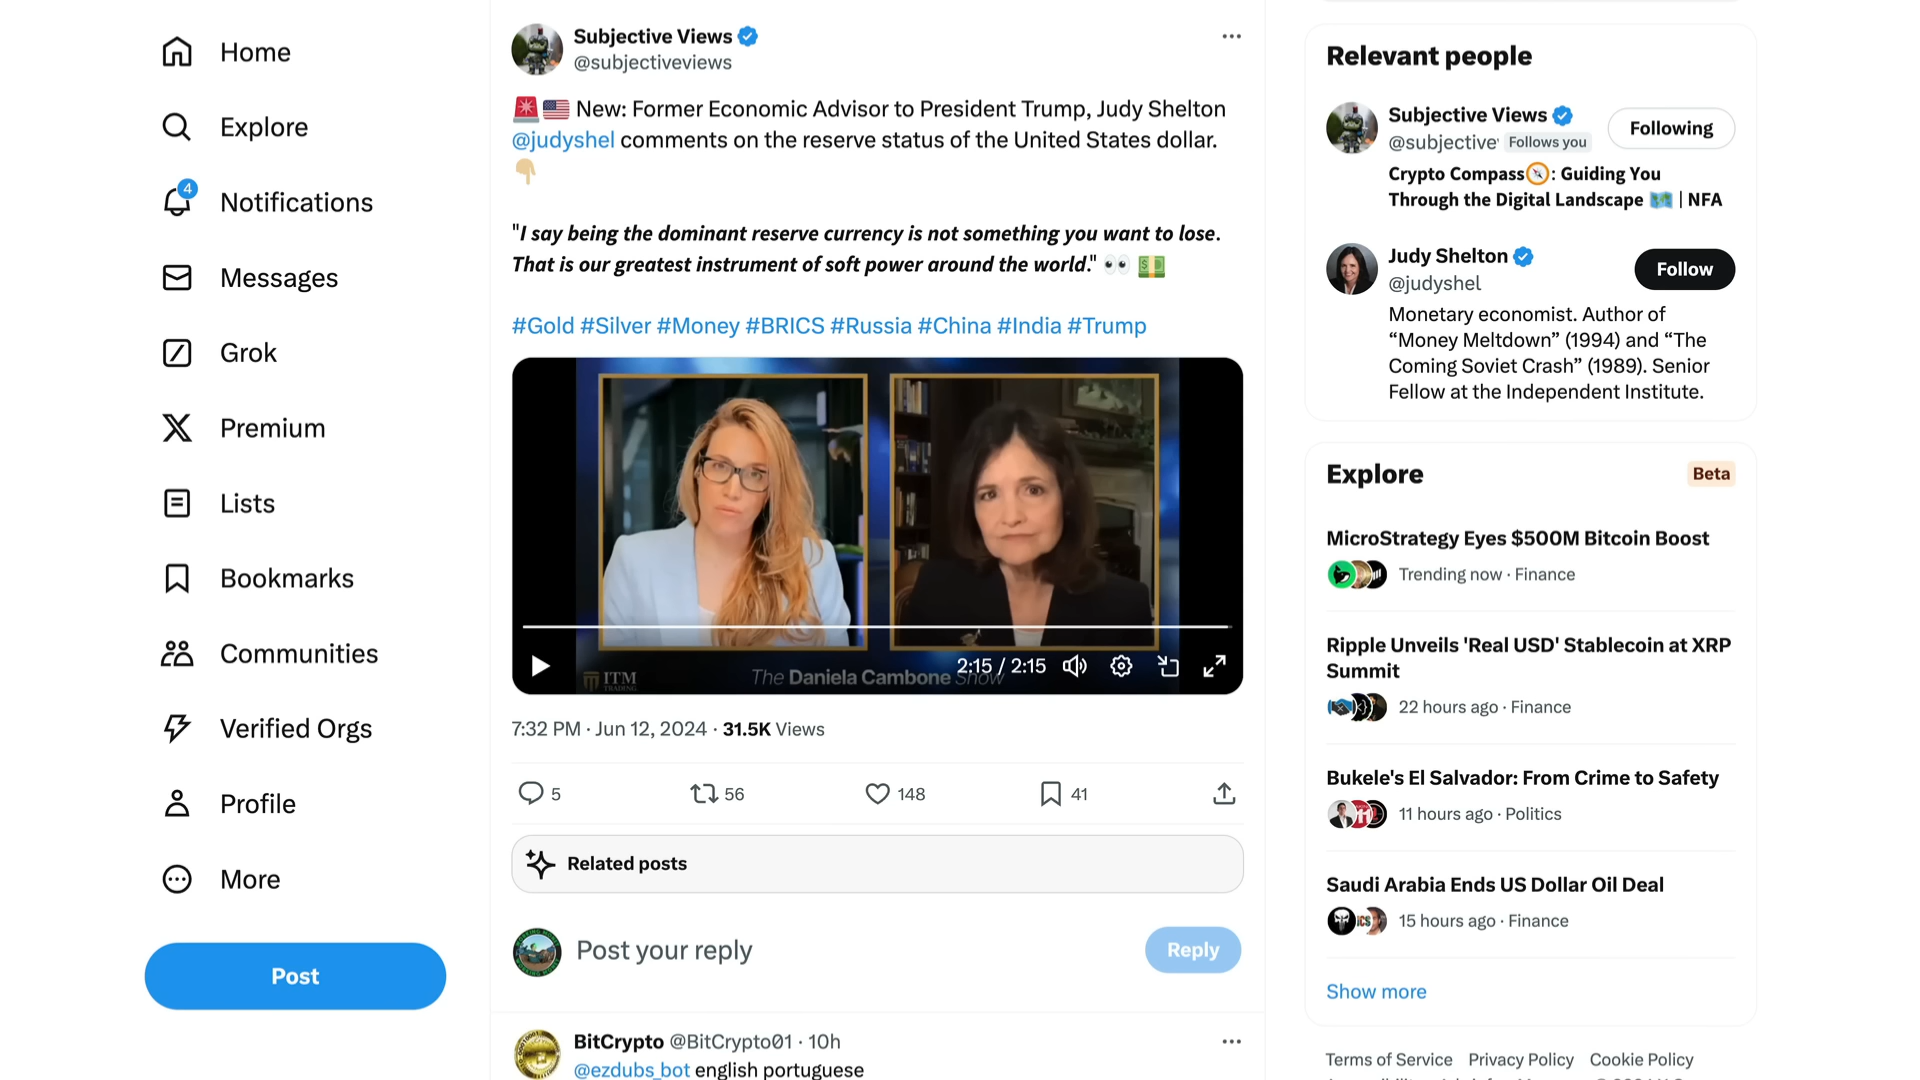 Home
Explore
4
Notifications
Messages
Grok
Premium
Lists
Bookmarks
Communities
Verified Orgs
Profile
More
Post
Subjective Views
@subjectiveviews
New: Former Economic Advisor to President Trump, Judy Shelton
@judyshel comments on the reserve status of the United States dollar.
"I say being the dominant reserve currency is not something you want to lose.
That is our greatest instrument of soft power around the world."
#Gold #Silver #Money #BRICS #Russia #China #India #Trump
2:15 / 2:15
ITM
TRADING
The Daniela Cambone Show
7:32 PM · Jun 12, 2024 · 31.5K Views
5
56
148
41
Related posts
Post your reply
Reply
BitCrypto @BitCrypto01 · 10h
@ezdubs_bot english portuguese
Relevant people
Subjective Views
Following
@subjective
Follows you
Crypto Compass: Guiding You
Through the Digital Landscape | NFA
Judy Shelton
Follow
@judyshel
Monetary economist. Author of
“Money Meltdown” (1994) and “The
Coming Soviet Crash” (1989). Senior
Fellow at the Independent Institute.
Explore
Beta
MicroStrategy Eyes $500M Bitcoin Boost
Trending now · Finance
Ripple Unveils 'Real USD' Stablecoin at XRP
Summit
22 hours ago · Finance
Bukele's El Salvador: From Crime to Safety
11 hours ago · Politics
Saudi Arabia Ends US Dollar Oil Deal
15 hours ago · Finance
Show more
Terms of Service Privacy Policy Cookie Policy